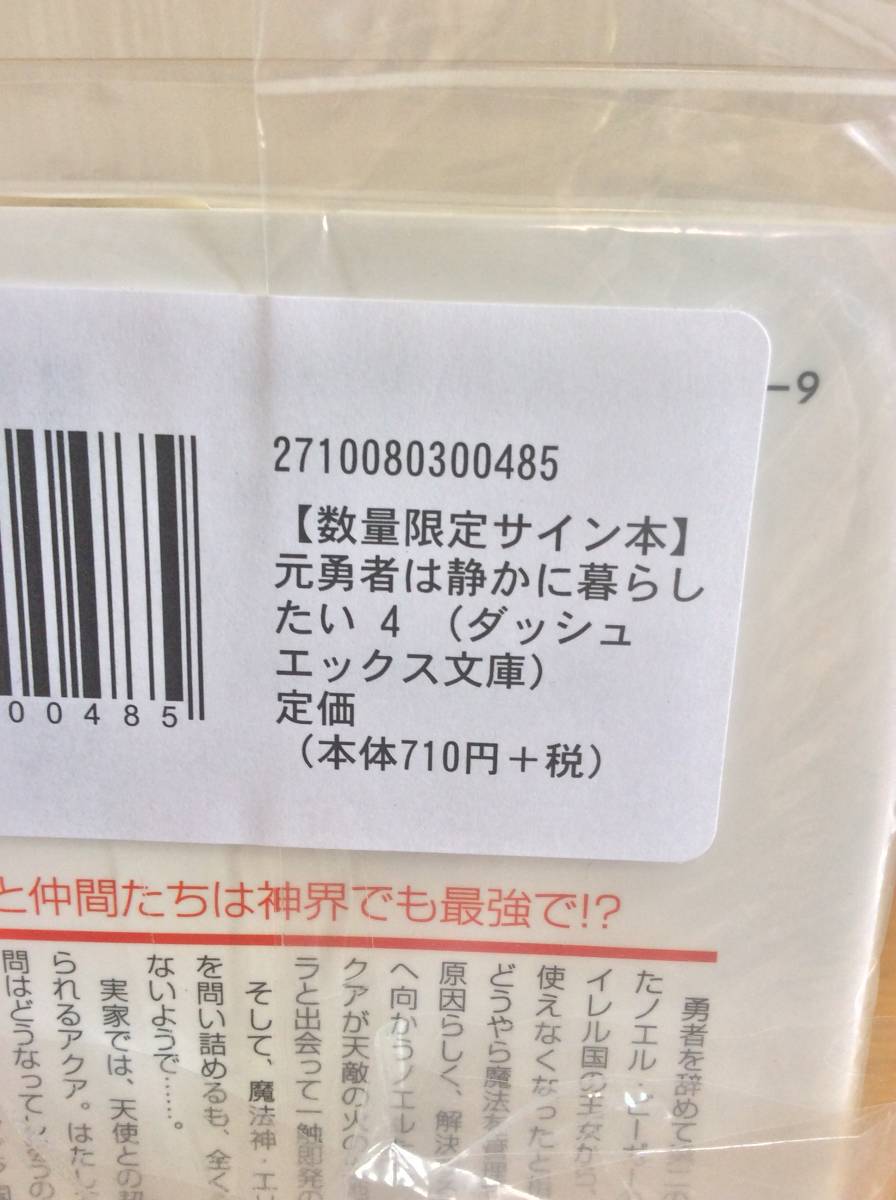 -9
2710080300485
【数量限定サイン本】
元勇者は静かに暮らし
たい 4 （ダッシュ
エックス文庫）
定価
（本体710円＋税）
00485
と仲間たちは神界でも最強で!?
勇者を辞めて
たノエル・
イレル国の王女から、
使えなくなったと
どうやら魔法を管理
原因らしく、解決
へ向かうノエル
クアが天敵の火の
ラと出会って一触即発の
そして、魔法神・エ
を問い詰めるも、全く
ないようで……。
実家では、天使との契
られるアクア。はたし
問はどうなって